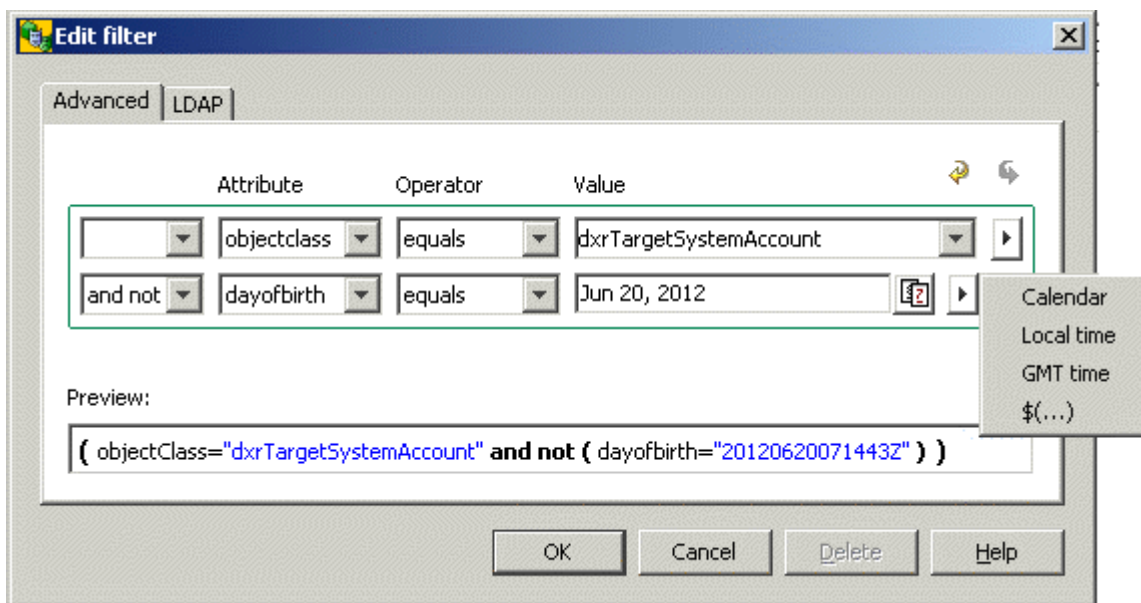 Edit filter
Advanced LDAP
Attribute Operator Value
objectclass equals dxrTargetSystemAccount
and not dayofbirth equals Jun 20, 2012
Calendar
Local time
GMT time
$(...)
Preview:
( objectClass="dxrTargetSystemAccount" and not ( dayofbirth="20120620071443Z" ) )
OK Cancel Delete Help